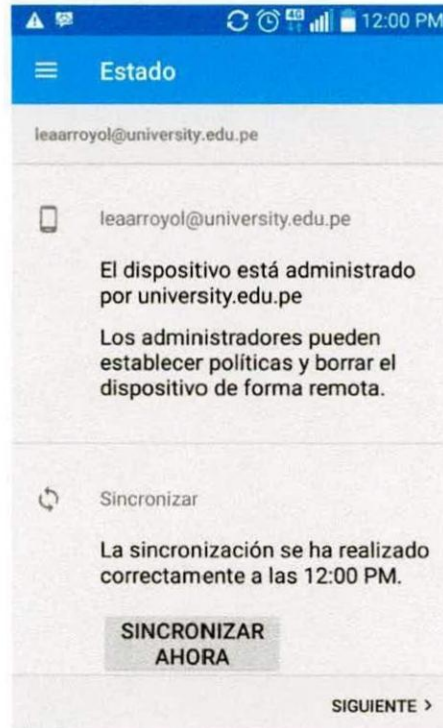 4G 12:00 PM
Estado
leaarroyol@university.edu.pe
leaarroyol@university.edu.pe
El dispositivo está administrado
por university.edu.pe
Los administradores pueden
establecer políticas y borrar el
dispositivo de forma remota.
Sincronizar
La sincronización se ha realizado
correctamente a las 12:00 PM.
SINCRONIZAR
AHORA
SIGUIENTE >